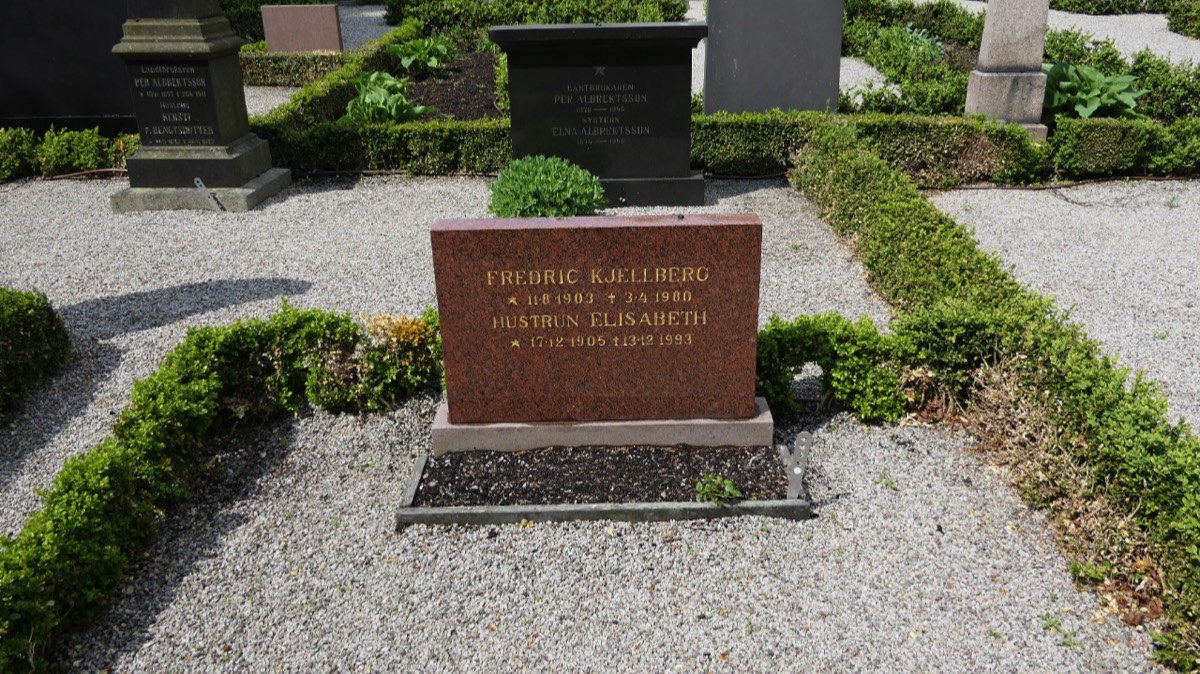 Lantbrukaren
PER ALBREKTSSON
HUSTRUN
KERSTI
LANTBRUKAREN
PER ALBREKTSSON
SYSTERN
ELNA ALBREKTSSON
FREDRIC KJELLBERG
★ 11·8 1903 ✝ 3·4 1980
HUSTRUN ELISABETH
★ 17·12 1905 ✝ 13·12 1993